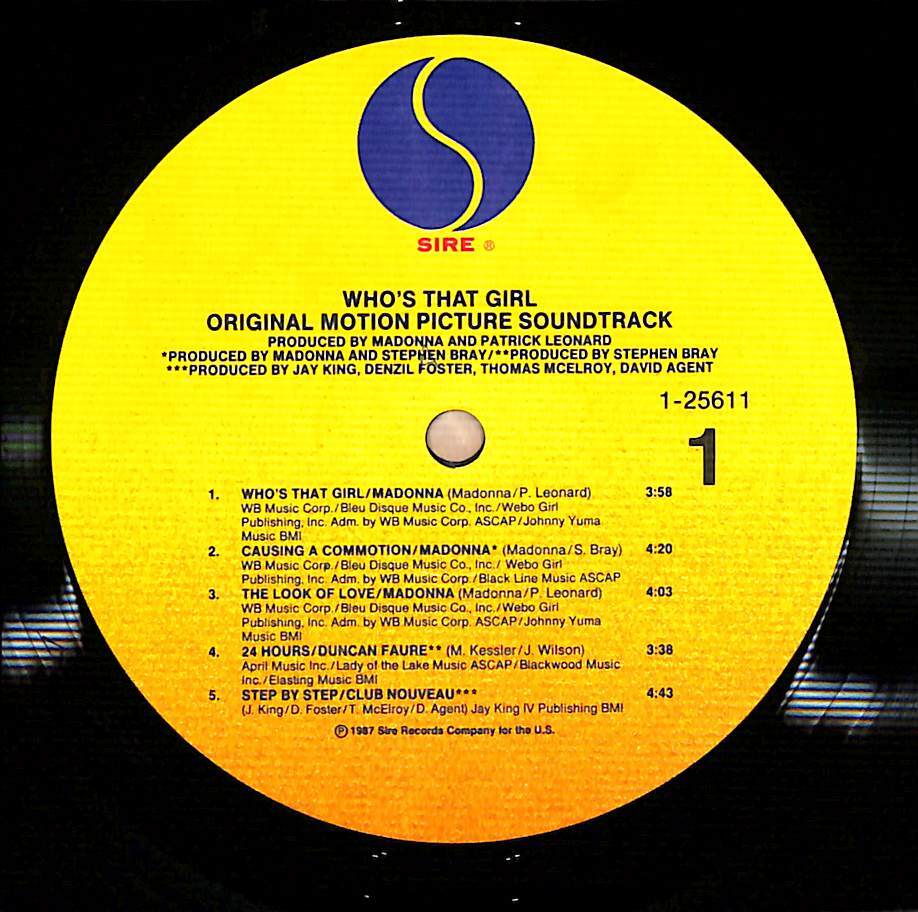 SIRE ®
WHO'S THAT GIRL
ORIGINAL MOTION PICTURE SOUNDTRACK
PRODUCED BY MADONNA AND PATRICK LEONARD
*PRODUCED BY MADONNA AND STEPHEN BRAY/**PRODUCED BY STEPHEN BRAY
***PRODUCED BY JAY KING, DENZIL FOSTER, THOMAS MCELROY, DAVID AGENT
1-25611
1
1. WHO'S THAT GIRL/MADONNA (Madonna/P. Leonard) 3:58
WB Music Corp./Bleu Disque Music Co., Inc./Webo Girl
Publishing, Inc. Adm. by WB Music Corp. ASCAP/Johnny Yuma
Music BMI
2. CAUSING A COMMOTION/MADONNA* (Madonna/S. Bray) 4:20
WB Music Corp./Bleu Disque Music Co., Inc./ Webo Girl
Publishing, Inc. Adm. by WB Music Corp./Black Line Music ASCAP
3. THE LOOK OF LOVE/MADONNA (Madonna/P. Leonard) 4:03
WB Music Corp./Bleu Disque Music Co., Inc./Webo Girl
Publishing, Inc. Adm. by WB Music Corp. ASCAP/Johnny Yuma
Music BMI
4. 24 HOURS/DUNCAN FAURE** (M. Kessler/J. Wilson) 3:38
April Music Inc./Lady of the Lake Music ASCAP/Blackwood Music
Inc./Elasting Music BMI
5. STEP BY STEP/CLUB NOUVEAU*** 4:43
(J. King/D. Foster/T. McElroy/D. Agent) Jay King IV Publishing BMI
℗ 1987 Sire Records Company for the U.S.